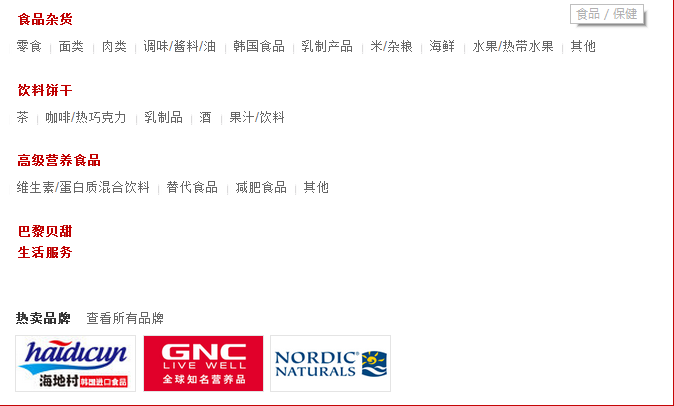 食品 / 保健
食品杂货
零食 | 面类 | 肉类 | 调味/酱料/油 | 韩国食品 | 乳制产品 | 米/杂粮 | 海鲜 | 水果/热带水果 | 其他
饮料饼干
茶 | 咖啡/热巧克力 | 乳制品 | 酒 | 果汁/饮料
高级营养食品
维生素/蛋白质混合饮料 | 替代食品 | 减肥食品 | 其他
巴黎贝甜
生活服务
热卖品牌 查看所有品牌
haidicun
海地村 韩国进口食品
GNC
LIVE WELL
全球知名营养品
NORDIC®
NATURALS